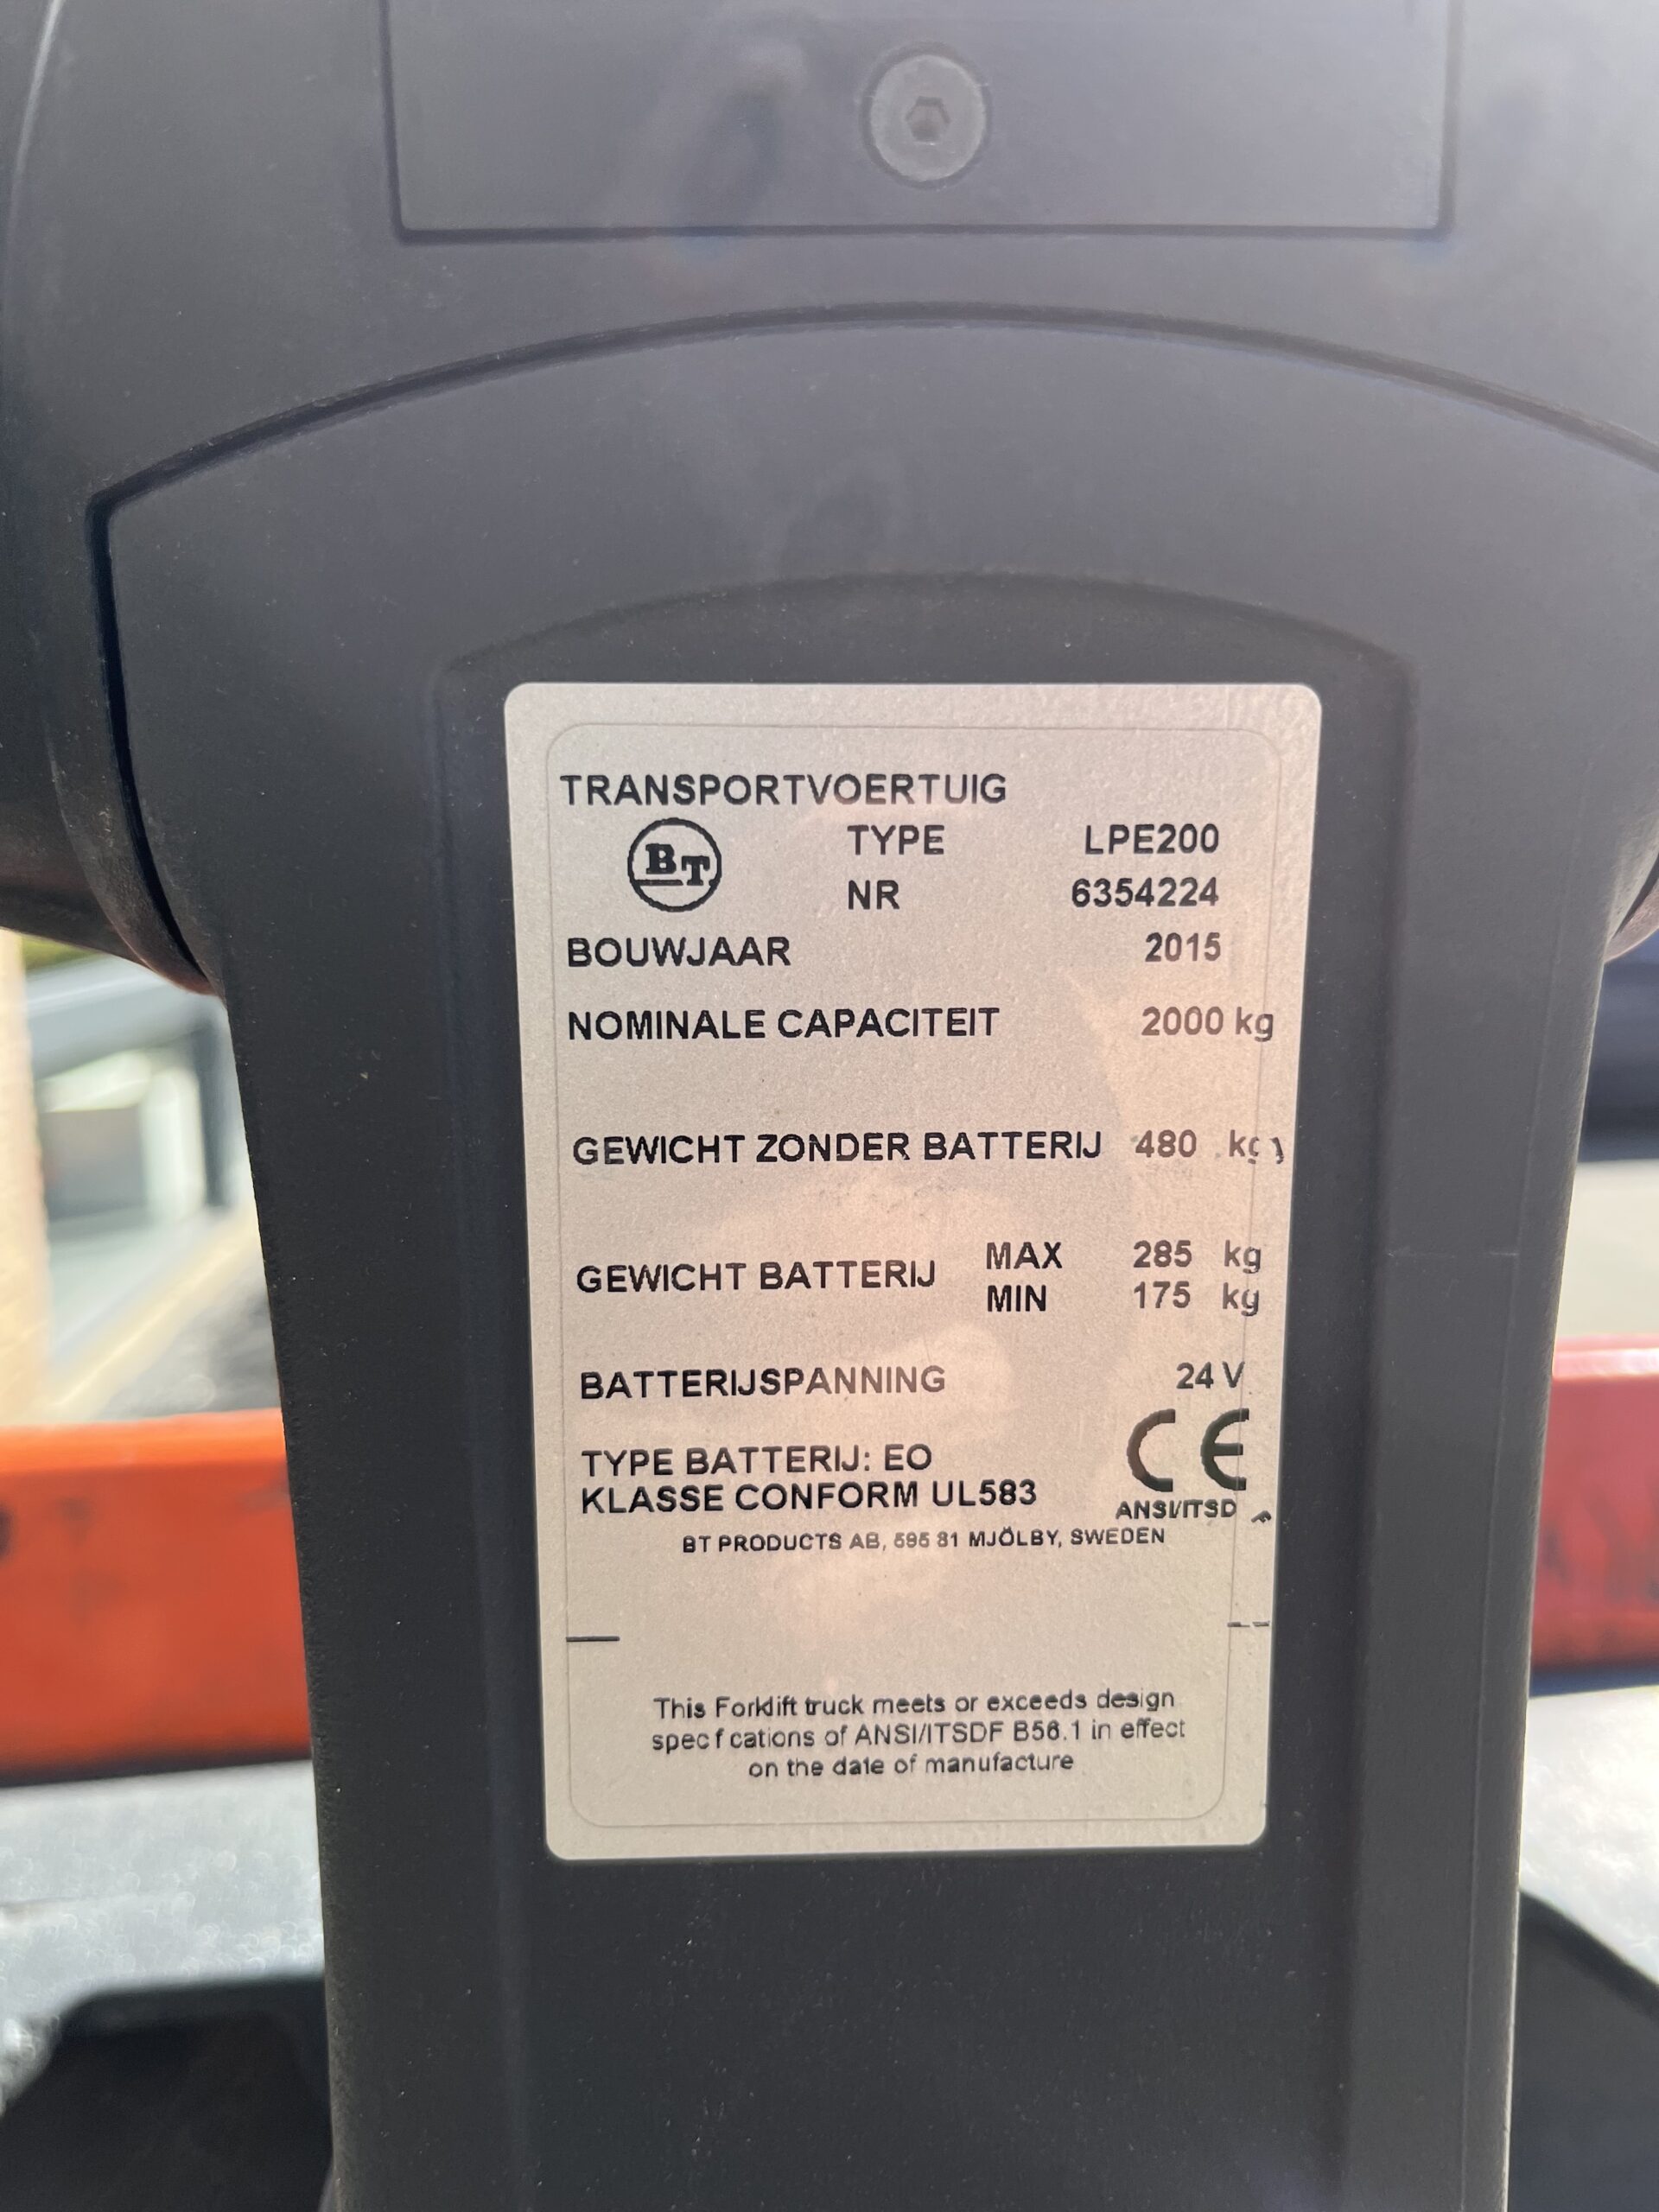 TRANSPORTVOERTUIG
BT TYPE LPE200
NR 6354224
BOUWJAAR 2015
NOMINALE CAPACITEIT 2000 kg
GEWICHT ZONDER BATTERIJ 480 kg
GEWICHT BATTERIJ MAX 285 kg
MIN 175 kg
BATTERIJSPANNING 24 V
TYPE BATTERIJ: EO
KLASSE CONFORM UL583
CE
ANSI/ITSD
BT PRODUCTS AB, 595 81 MJÖLBY, SWEDEN
This Forklift truck meets or exceeds design
specf cations of ANSI/ITSDF B56.1 in effect
on the date of manufacture